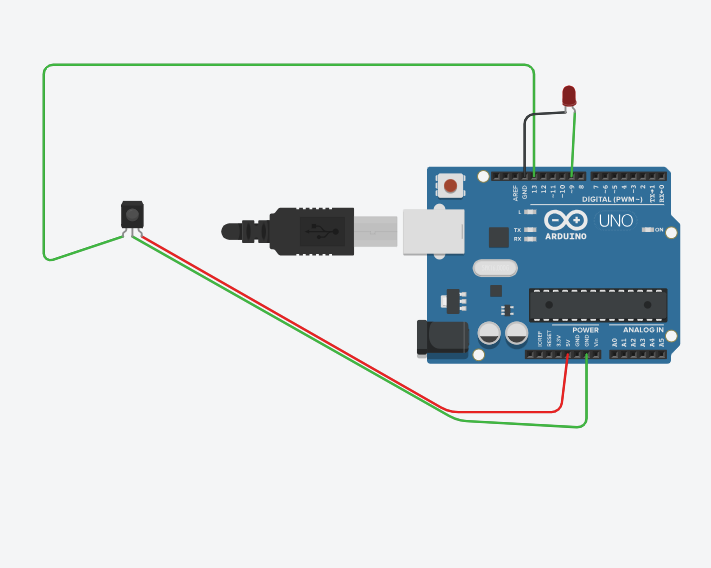 AREF
GND
13
12
~11
~10
~9
8
7
~6
~5
4
~3
2
TX→1
RX←0
DIGITAL (PWM ~)
L
TX
RX
UNO
ARDUINO
ON
POWER
ANALOG IN
IOREF
RESET
3.3V
5V
GND
GND
Vin
A0
A1
A2
A3
A4
A5